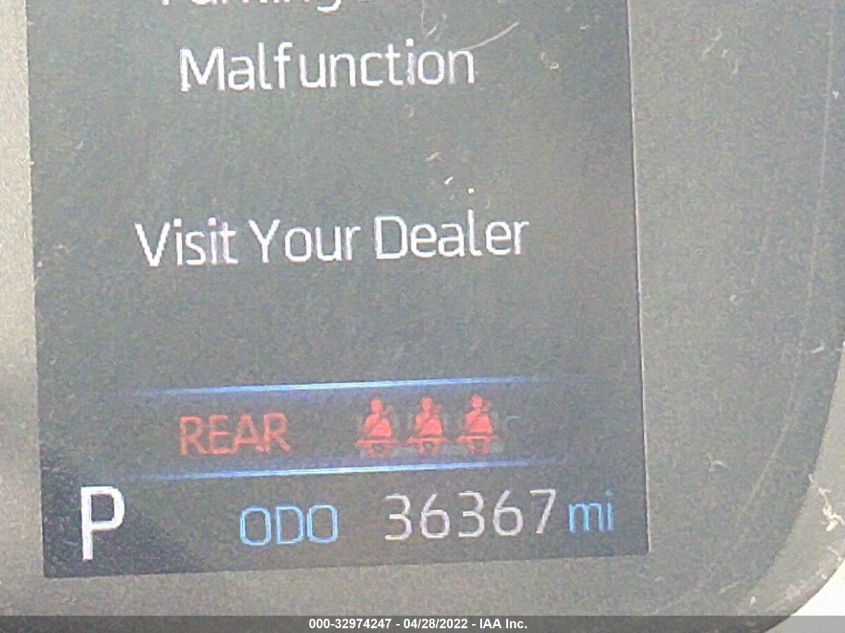 Malfunction
Visit Your Dealer
REAR
P ODO 36367 mi
000-32974247 - 04/28/2022 - IAA Inc.